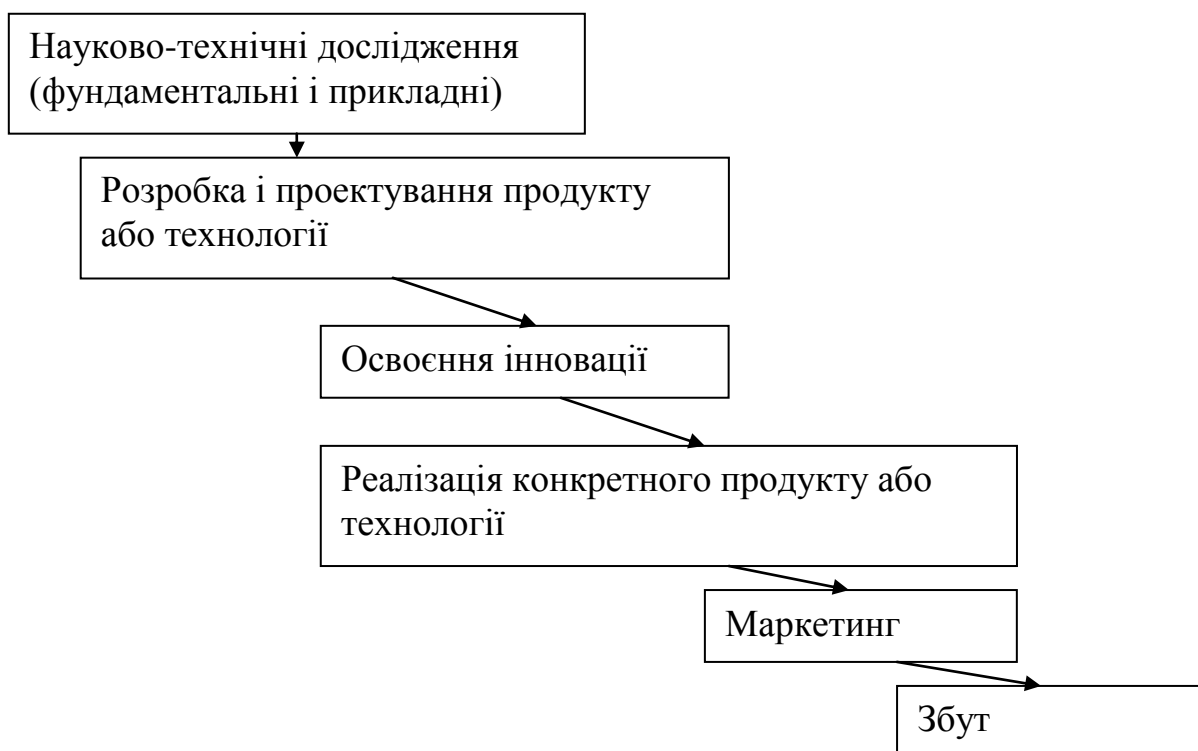 Науково-технічні дослідження
(фундаментальні і прикладні)
Розробка і проектування продукту
або технології
Освоєння інновації
Реалізація конкретного продукту або
технології
Маркетинг
Збут